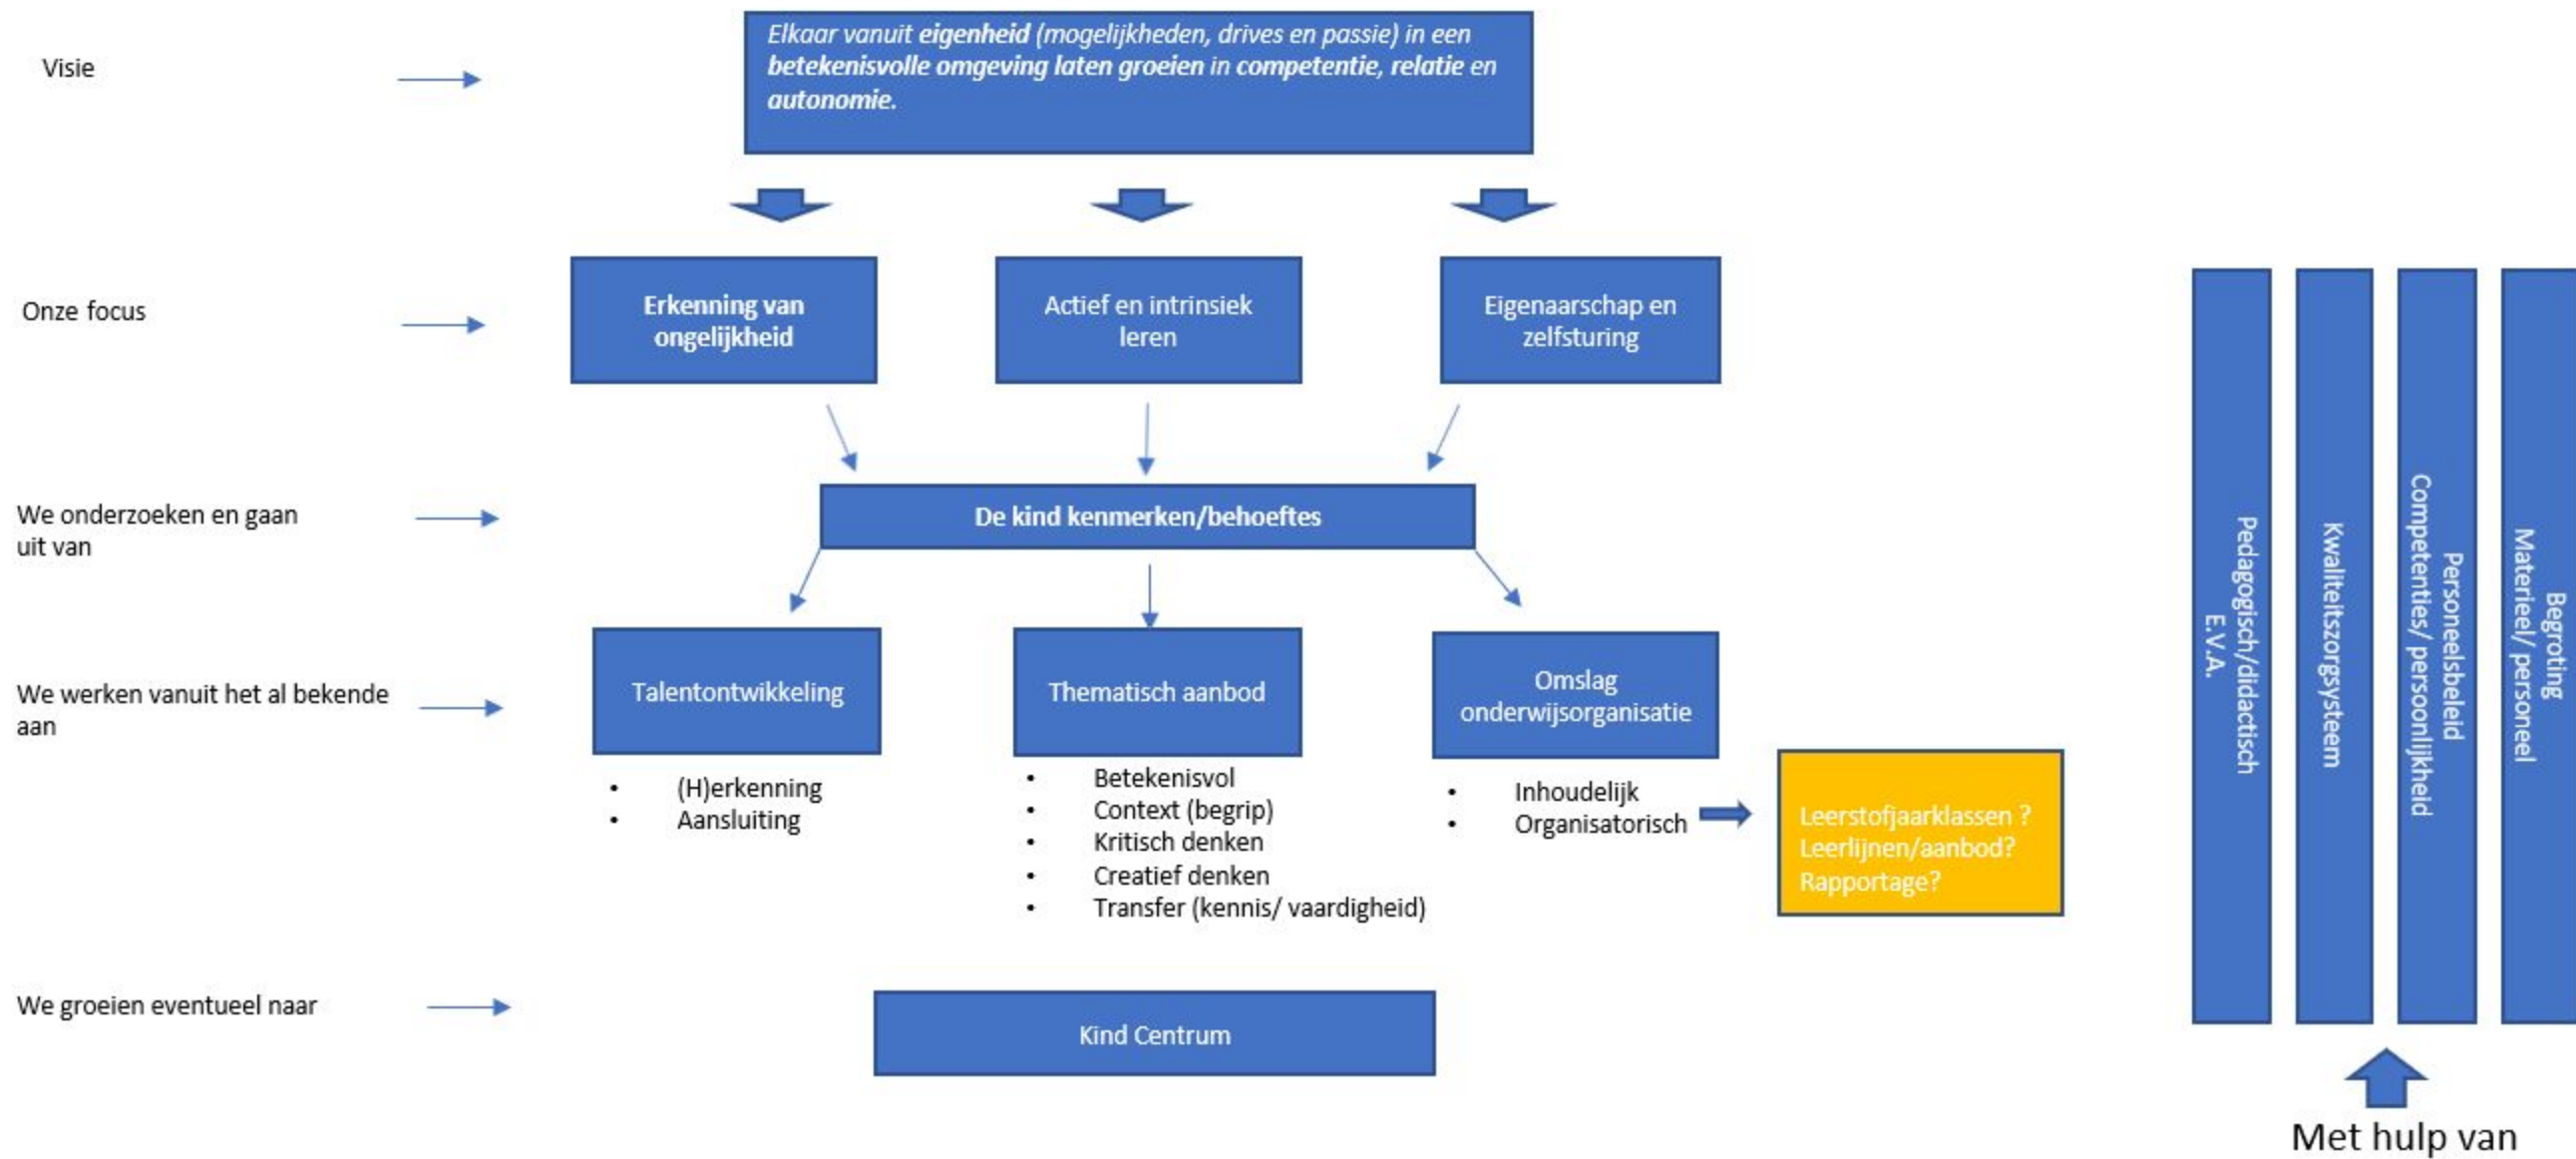 Visie
Elkaar vanuit eigenheid (mogelijkheden, drives en passie) in een
betekenisvolle omgeving laten groeien in competentie, relatie en
autonomie.
Onze focus
Erkenning van
ongelijkheid
Actief en intrinsiek
leren
Eigenaarschap en
zelfsturing
We onderzoeken en gaan
uit van
De kind kenmerken/behoeftes
We werken vanuit het al bekende
aan
Talentontwikkeling
• (H)erkenning
• Aansluiting
Thematisch aanbod
• Betekenisvol
• Context (begrip)
• Kritisch denken
• Creatief denken
• Transfer (kennis/ vaardigheid)
Omslag
onderwijsorganisatie
• Inhoudelijk
• Organisatorisch
Leerstofjaarklassen ?
Leerlijnen/aanbod?
Rapportage?
We groeien eventueel naar
Kind Centrum
Pedagogisch/didactisch
E.V.A.
Kwaliteitszorgsysteem
Personeelsbeleid
Competenties/ persoonlijkheid
Begroting
Materieel/ personeel
Met hulp van